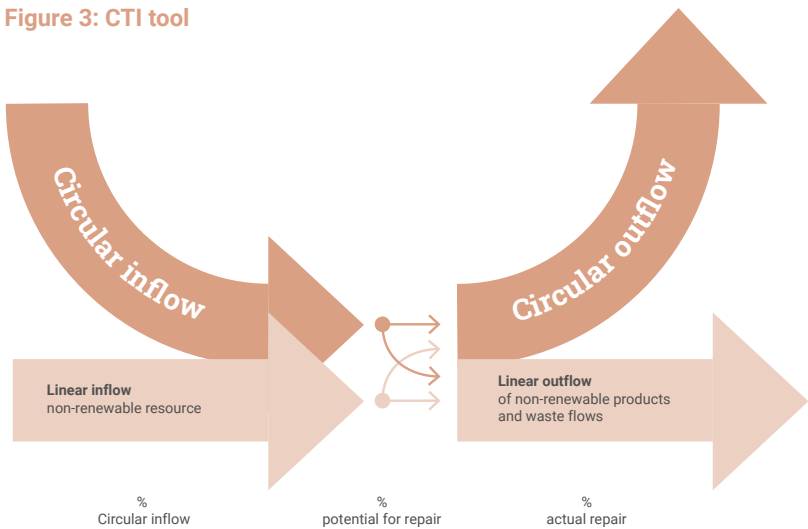 Figure 3: CTI tool
Circular inflow
Circular outflow
Linear inflow
non-renewable resource
Linear outflow
of non-renewable products
and waste flows
%
Circular inflow
%
potential for repair
%
actual repair